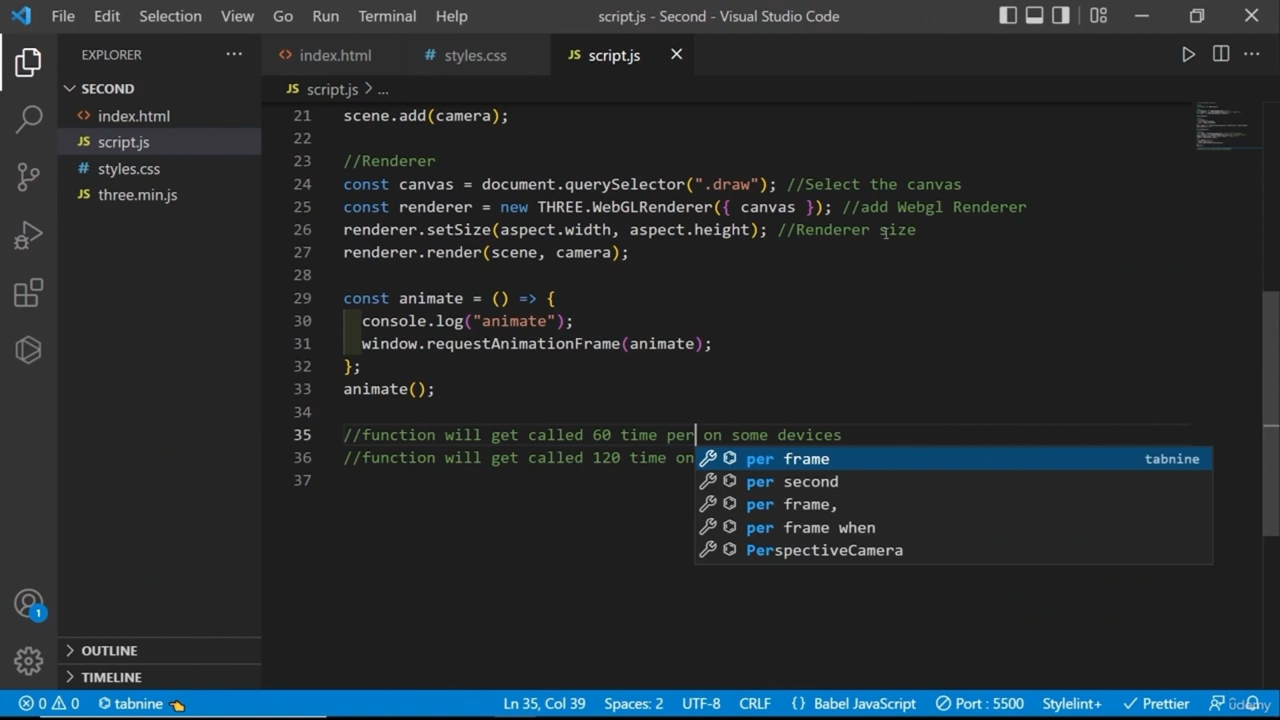 File Edit Selection View Go Run Terminal Help script.js - Second - Visual Studio Code
EXPLORER
SECOND
index.html
script.js
styles.css
three.min.js
OUTLINE
TIMELINE
index.html styles.css script.js
script.js > ...
21 scene.add(camera);
22
23 //Renderer
24 const canvas = document.querySelector(".draw"); //Select the canvas
25 const renderer = new THREE.WebGLRenderer({ canvas }); //add Webgl Renderer
26 renderer.setSize(aspect.width, aspect.height); //Renderer size
27 renderer.render(scene, camera);
28
29 const animate = () => {
30 console.log("animate");
31 window.requestAnimationFrame(animate);
32 };
33 animate();
34
35 //function will get called 60 time per on some devices
36 //function will get called 120 time on
37
per frame tabnine
per second
per frame,
per frame when
PerspectiveCamera
1
0 0 tabnine Ln 35, Col 39 Spaces: 2 UTF-8 CRLF {} Babel JavaScript Port : 5500 Stylelint+ Prettier
udemy